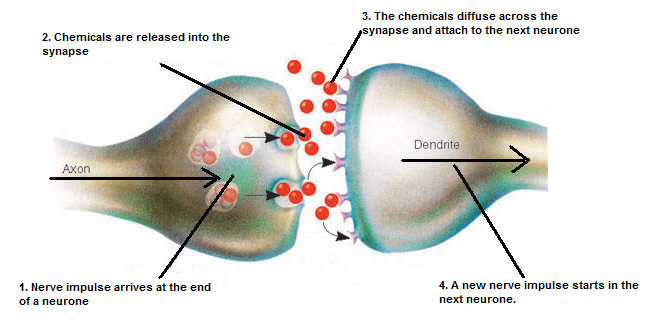 3. The chemicals diffuse across the
synapse and attach to the next neurone
2. Chemicals are released into the
synapse
Dendrite
Axon
1. Nerve impulse arrives at the end
of a neurone
4. A new nerve impulse starts in the
next neurone.